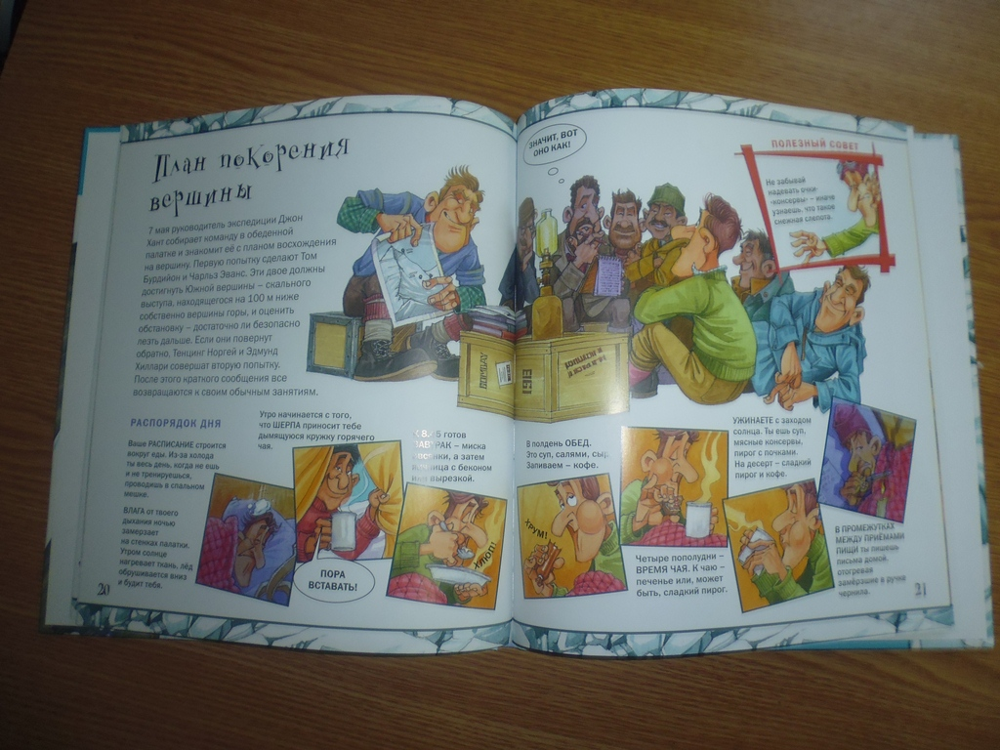 План покорения
вершины
7 мая руководитель экспедиции Джон
Хант собирает команду в обеденной
палатке и знакомит её с планом восхождения
на вершину. Первую попытку сделают Том
Бурдийон и Чарльз Эванс. Эти двое должны
достигнуть Южной вершины – скального
выступа, находящегося на 100 м ниже
собственно вершины горы, и оценить
обстановку – достаточно ли безопасно
лезть дальше. Если они повернут
обратно, Тенцинг Норгей и Эдмунд
Хиллари совершат вторую попытку.
После этого краткого сообщения все
возвращаются к своим обычным занятиям.
РАСПОРЯДОК ДНЯ
Ваше РАСПИСАНИЕ строится
вокруг еды. Из-за холода
ты весь день, когда не ешь
и не тренируешься,
проводишь в спальном
мешке.
ВЛАГА от твоего
дыхания ночью
замерзает
на стенках палатки.
Утром солнце
нагревает ткань, лёд
обрушивается вниз
и будит тебя.
Утро начинается с того,
что ШЕРПА приносит тебе
дымящуюся кружку горячего
чая.
ПОРА
ВСТАВАТЬ!
готов
– миска
а затем
с беконом
вырезкой.
ХЛЮП!
20
ЗНАЧИТ, ВОТ
ОНО КАК!
BOMBAY
ПОЛЕЗНЫЙ СОВЕТ
Не забывай
надевать очки-
«консервы» – иначе
узнаешь, что такое
снежная слепота.
В полдень ОБЕД.
Это суп, салями, сыр.
Запиваем – кофе.
ХРУМ!
Четыре пополудни –
ВРЕМЯ ЧАЯ. К чаю –
печенье или, может
быть, сладкий пирог.
УЖИНАЕТЕ с заходом
солнца. Ты ешь суп,
мясные консервы,
пирог с почками.
На десерт – сладкий
пирог и кофе.
В ПРОМЕЖУТКАХ
МЕЖДУ ПРИЁМАМИ
ПИЩИ ты пишешь
письма домой,
отогревая
замёрзшие в ручке
чернила.
21